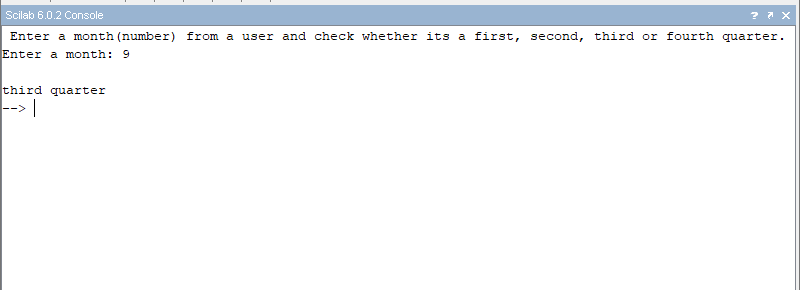 Scilab 6.0.2 Console
Enter a month(number) from a user and check whether its a first, second, third or fourth quarter.
Enter a month: 9
third quarter
-->